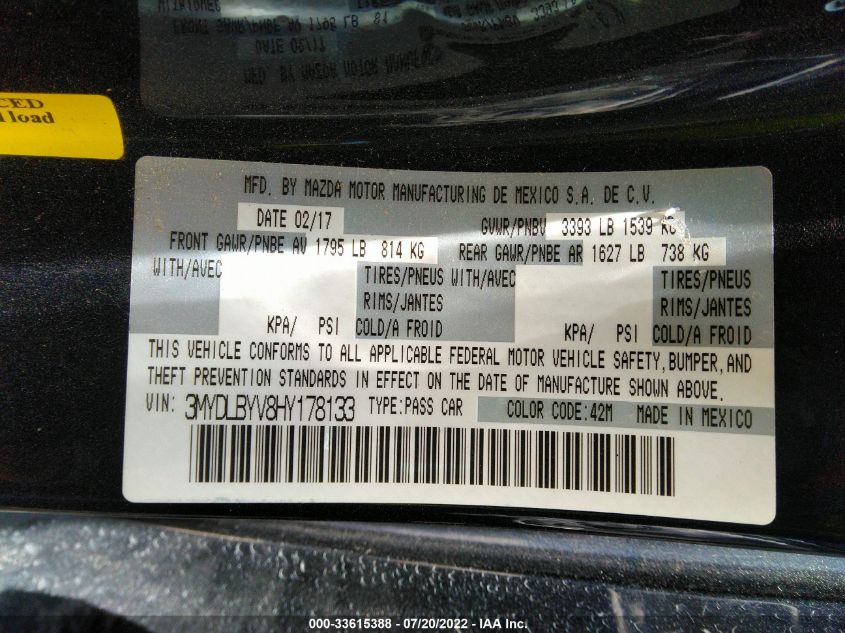 CED
l load
MFD. BY MAZDA MOTOR MANUFACTURING DE MEXICO S.A. DE C.V.
DATE 02/17 GVWR/PNBV 3393 LB 1539 KG
FRONT GAWR/PNBE AV 1795 LB 814 KG REAR GAWR/PNBE AR 1627 LB 738 KG
WITH/AVEC TIRES/PNEUS WITH/AVEC TIRES/PNEUS
RIMS/JANTES RIMS/JANTES
KPA/ PSI COLD/A FROID KPA/ PSI COLD/A FROID
THIS VEHICLE CONFORMS TO ALL APPLICABLE FEDERAL MOTOR VEHICLE SAFETY,BUMPER,AND
THEFT PREVENTION STANDARDS IN EFFECT ON THE DATE OF MANUFACTURE SHOWN ABOVE.
VIN: 3MYDLBYV8HY178133 TYPE:PASS CAR COLOR CODE:42M MADE IN MEXICO
000-33615388 - 07/20/2022 - IAA Inc.